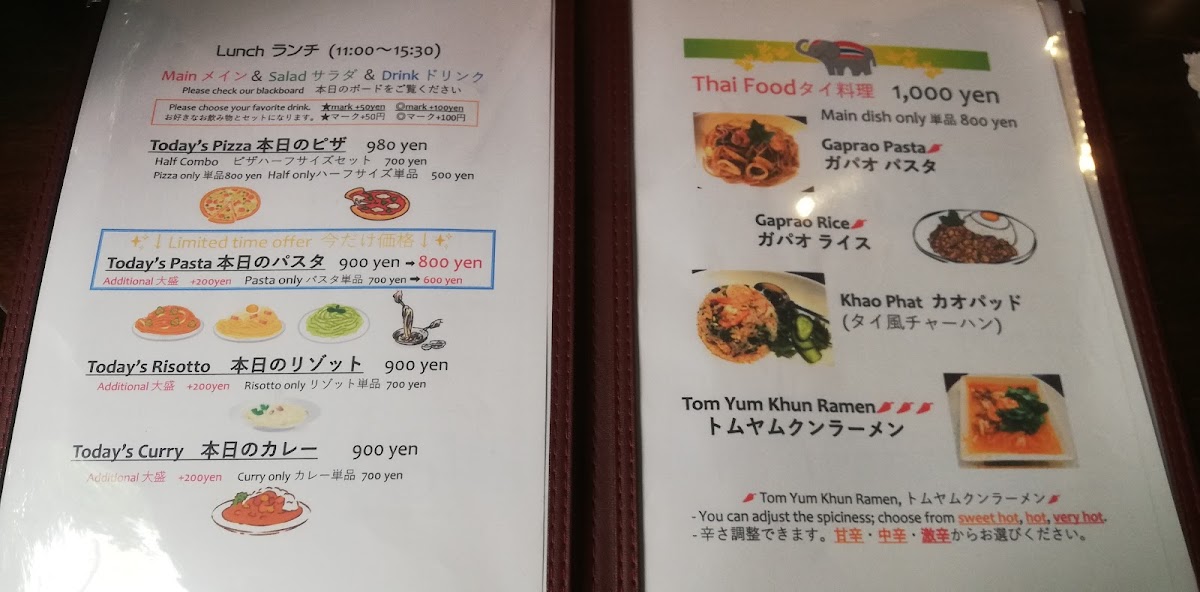 Lunch ランチ (11:00～15:30)
Main メイン & Salad サラダ & Drink ドリンク
Please check our blackboard 本日のボードをご覧ください
Please choose your favorite drink. ★mark +50yen ◎mark +100yen
お好きなお飲み物とセットになります。★マーク+50円 ◎マーク+100円
Today's Pizza 本日のピザ 980 yen
Half Combo ピザハーフサイズセット 700 yen
Pizza only 単品800 yen Half onlyハーフサイズ単品 500 yen
↓Limited time offer 今だけ価格↓
Today's Pasta 本日のパスタ 900 yen ➡ 800 yen
Additional 大盛 +200yen Pasta only パスタ単品 700 yen ➡ 600 yen
Today's Risotto 本日のリゾット 900 yen
Additional 大盛 +200yen Risotto only リゾット単品 700 yen
Today's Curry 本日のカレー 900 yen
Additional 大盛 +200yen Curry only カレー単品 700 yen
Thai Foodタイ料理 1,000 yen
Main dish only 単品 800 yen
Gaprao Pasta
ガパオ パスタ
Gaprao Rice
ガパオ ライス
Khao Phat カオパッド
(タイ風チャーハン)
Tom Yum Khun Ramen
トムヤムクンラーメン
Tom Yum Khun Ramen, トムヤムクンラーメン
- You can adjust the spiciness; choose from sweet hot, hot, very hot.
- 辛さ調整できます。甘辛・中辛・激辛からお選びください。